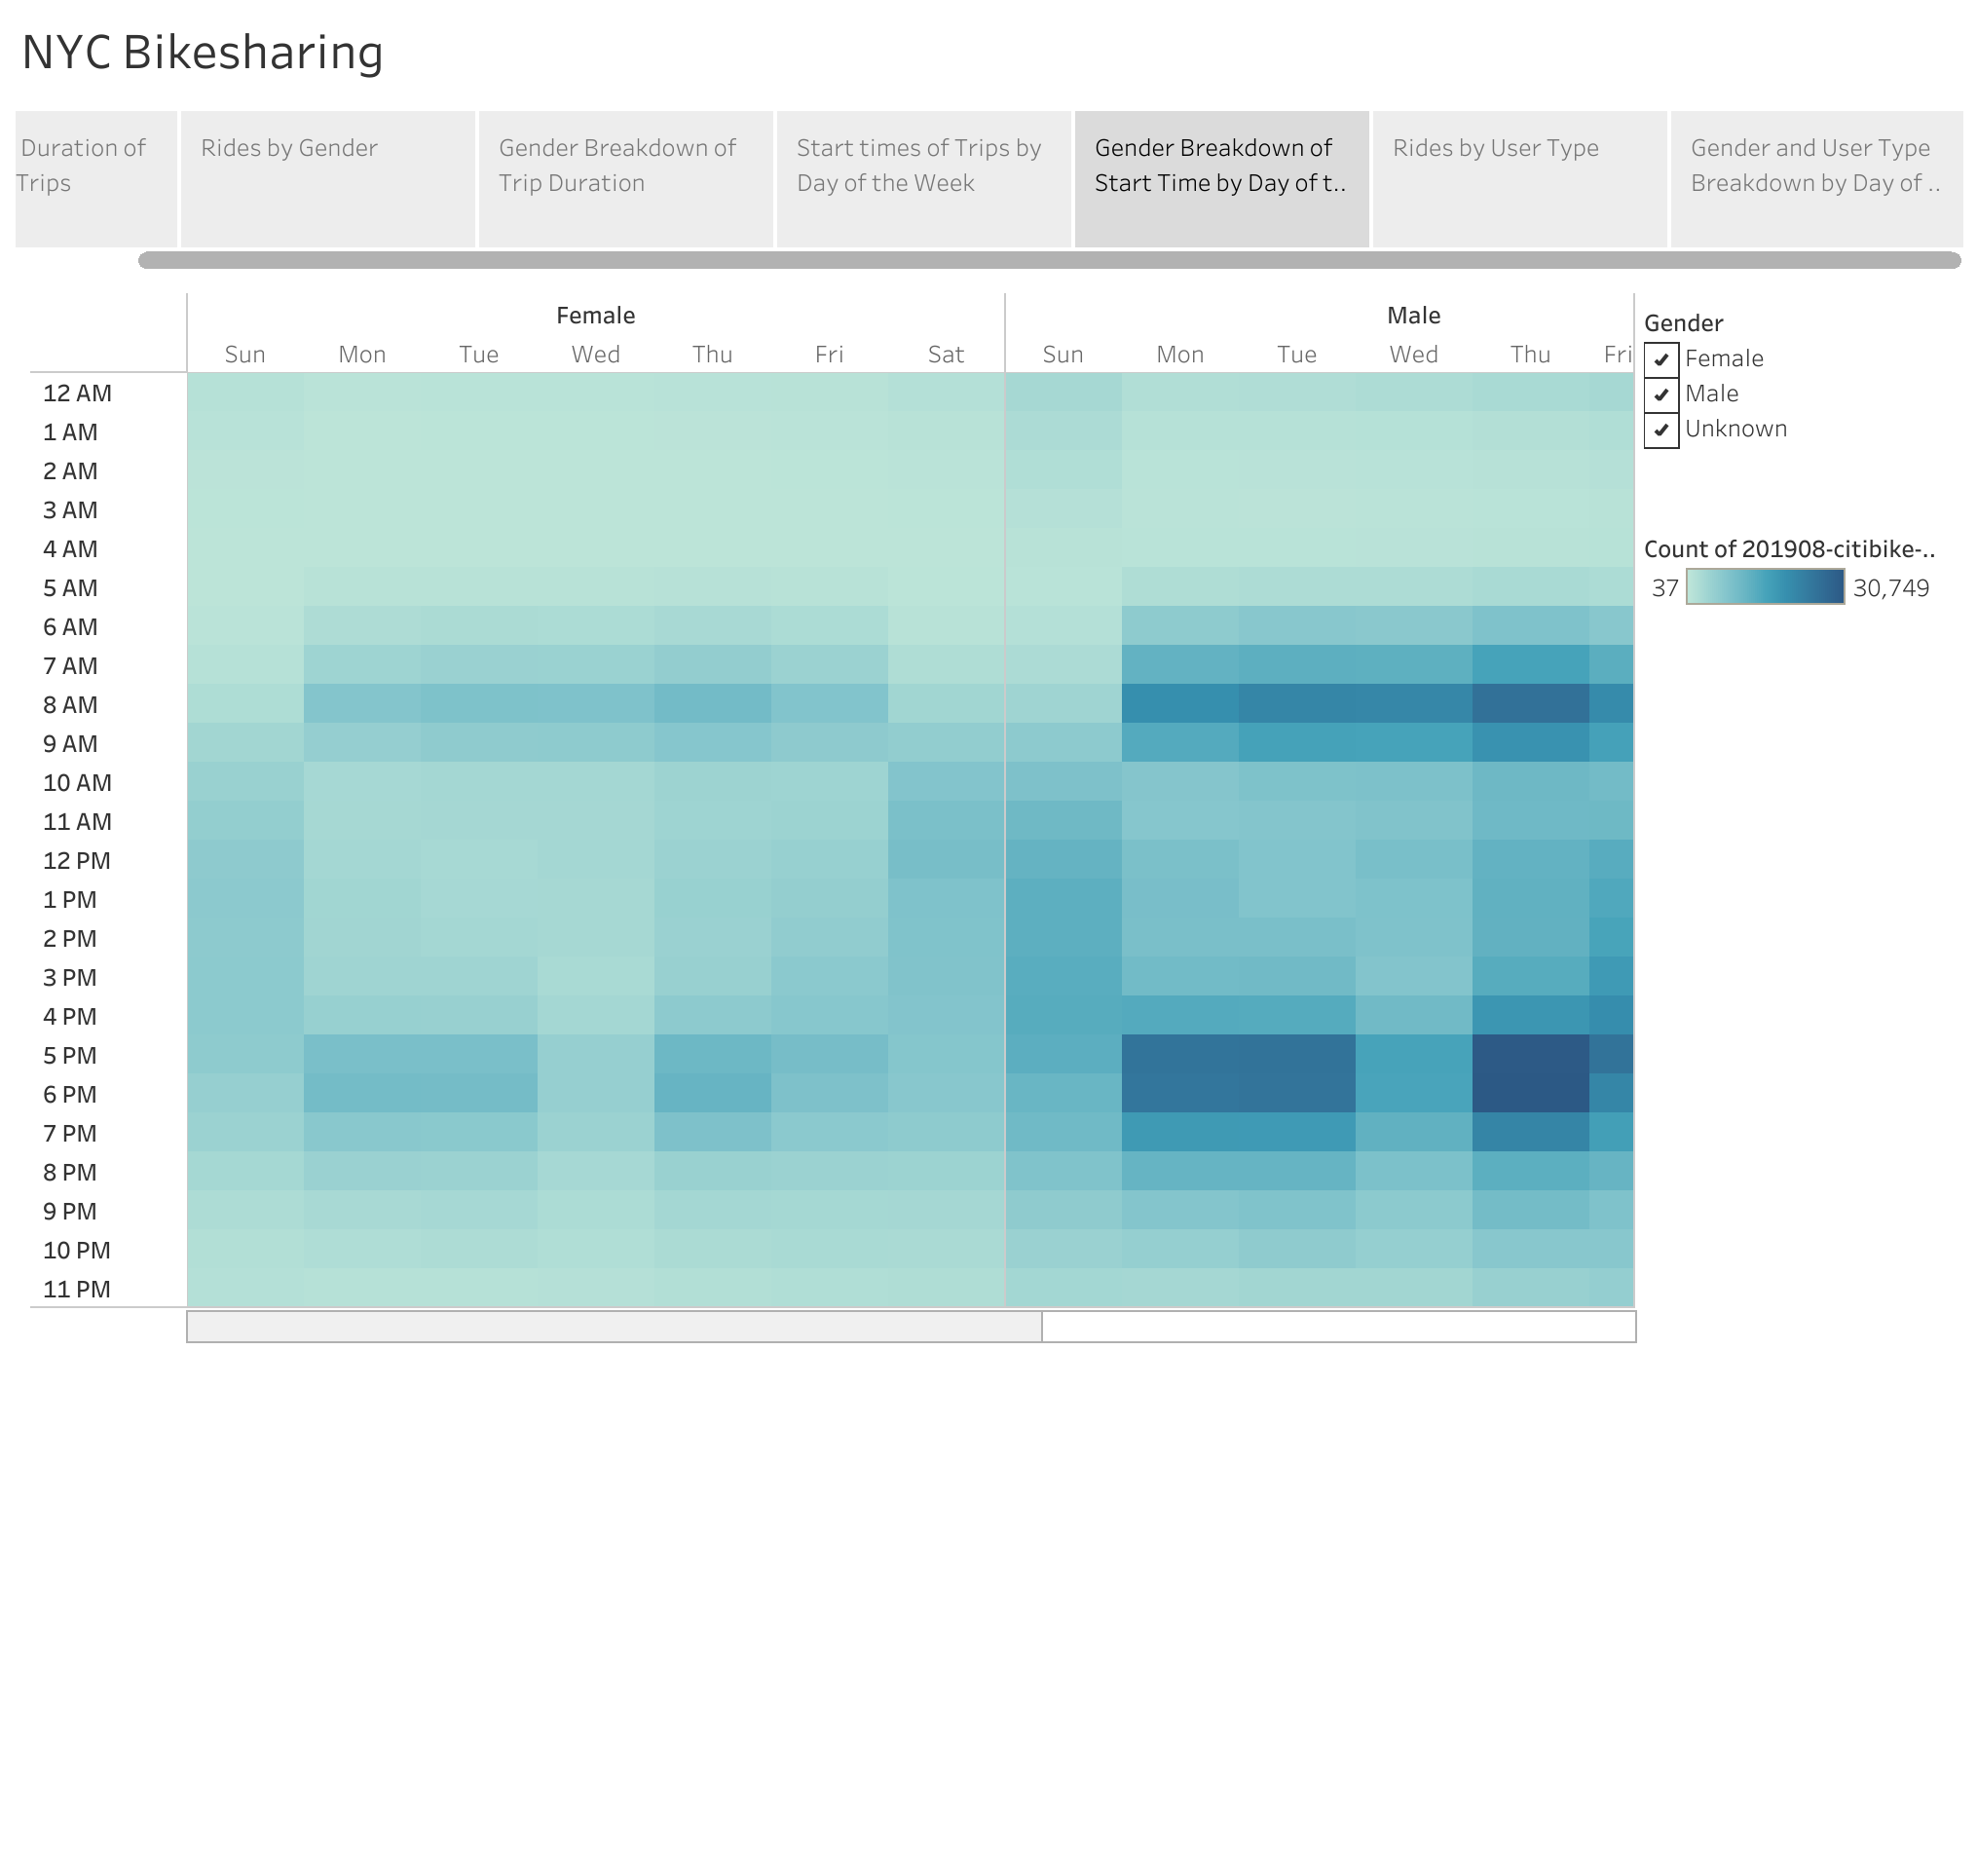 NYC Bikesharing
Duration of
Trips
Rides by Gender
Gender Breakdown of
Trip Duration
Start times of Trips by
Day of the Week
Gender Breakdown of
Start Time by Day of t..
Rides by User Type
Gender and User Type
Breakdown by Day of ..
Female Male
Sun Mon Tue Wed Thu Fri Sat Sun Mon Tue Wed Thu Fri
12 AM
1 AM
2 AM
3 AM
4 AM
5 AM
6 AM
7 AM
8 AM
9 AM
10 AM
11 AM
12 PM
1 PM
2 PM
3 PM
4 PM
5 PM
6 PM
7 PM
8 PM
9 PM
10 PM
11 PM
Gender
Female
Male
Unknown
Count of 201908-citibike-..
37 30,749